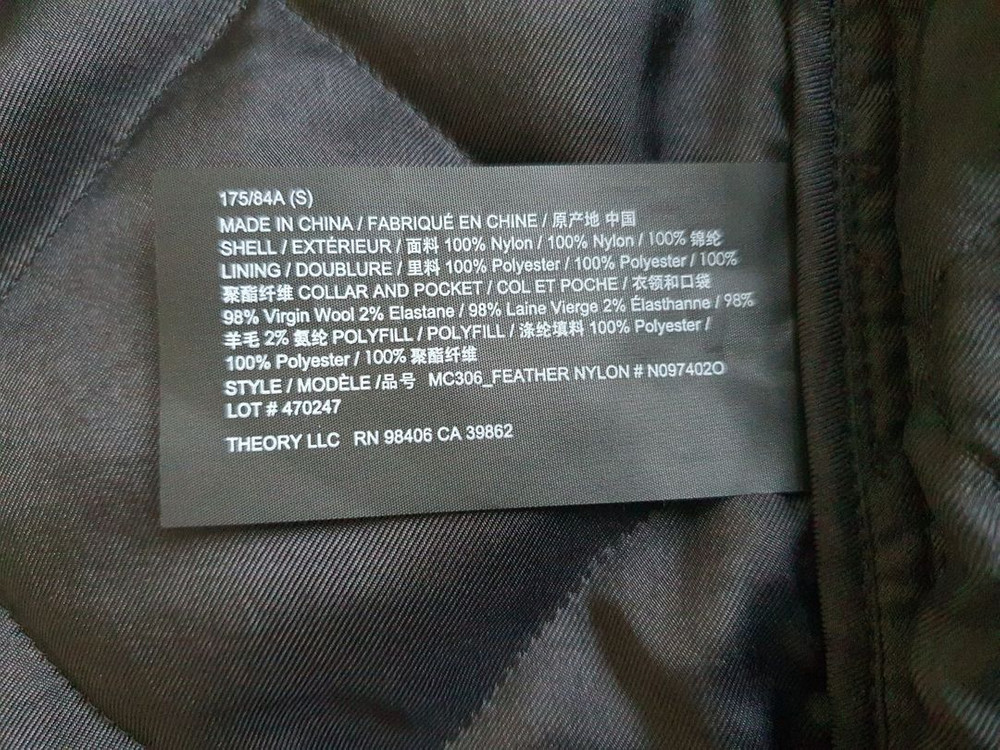 175/84A (S)
MADE IN CHINA / FABRIQUÉ EN CHINE / 原产地 中国
SHELL / EXTÉRIEUR / 面料 100% Nylon / 100% Nylon / 100% 锦纶
LINING / DOUBLURE / 里料 100% Polyester / 100% Polyester / 100%
聚酯纤维 COLLAR AND POCKET / COL ET POCHE / 衣领和口袋
98% Virgin Wool 2% Elastane / 98% Laine Vierge 2% Élasthanne / 98%
羊毛 2% 氨纶 POLYFILL / POLYFILL / 涤纶填料 100% Polyester /
100% Polyester / 100% 聚酯纤维
STYLE / MODÈLE /品号 MC306_FEATHER NYLON # N097402O
LOT # 470247
THEORY LLC RN 98406 CA 39862